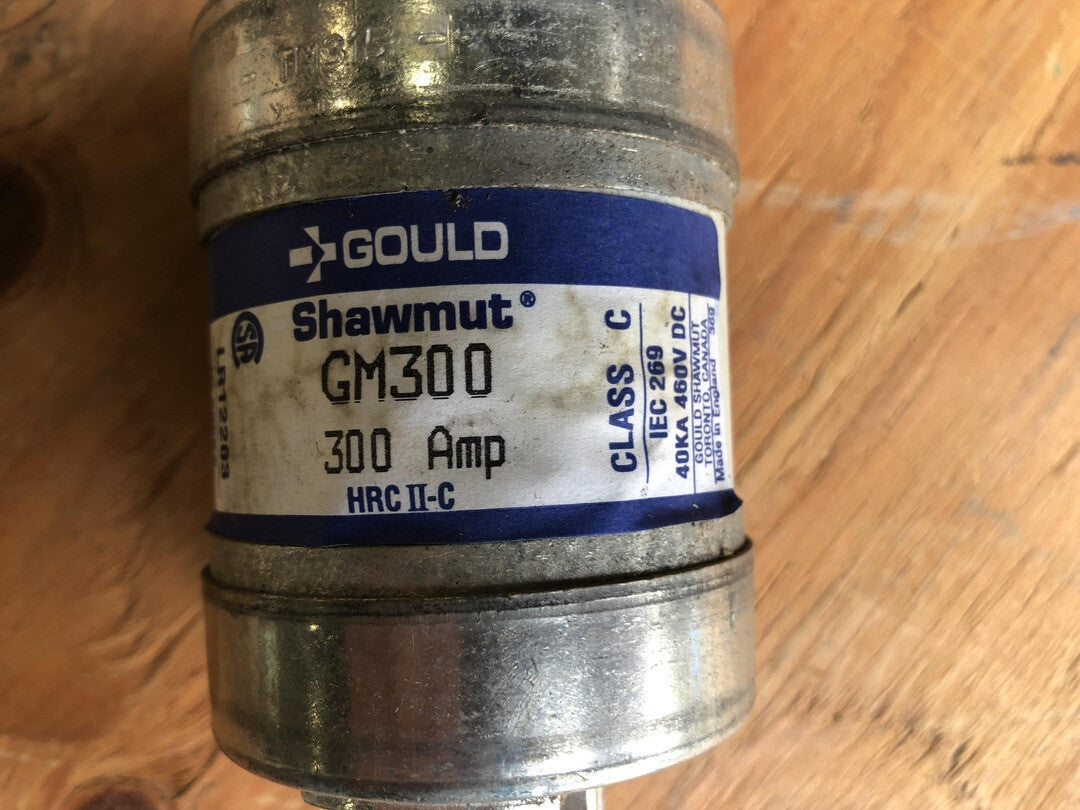 GOULD
Shawmut®
GM300
300 Amp
HRC II-C
LR12203
CLASS C
IEC 269
40KA 460V DC
GOULD SHAWMUT
TORONTO, CANADA
Made in England 369